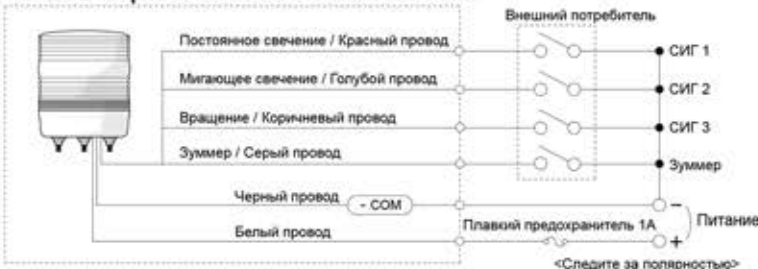 Внешний потребитель
Постоянное свечение / Красный провод
СИГ 1
Мигающее свечение / Голубой провод
СИГ 2
Вращение / Коричневый провод
СИГ 3
Зуммер / Серый провод
Зуммер
Черный провод
- COM
−
Питание
Белый провод
Плавкий предохранитель 1А
+
<Следите за полярностью>